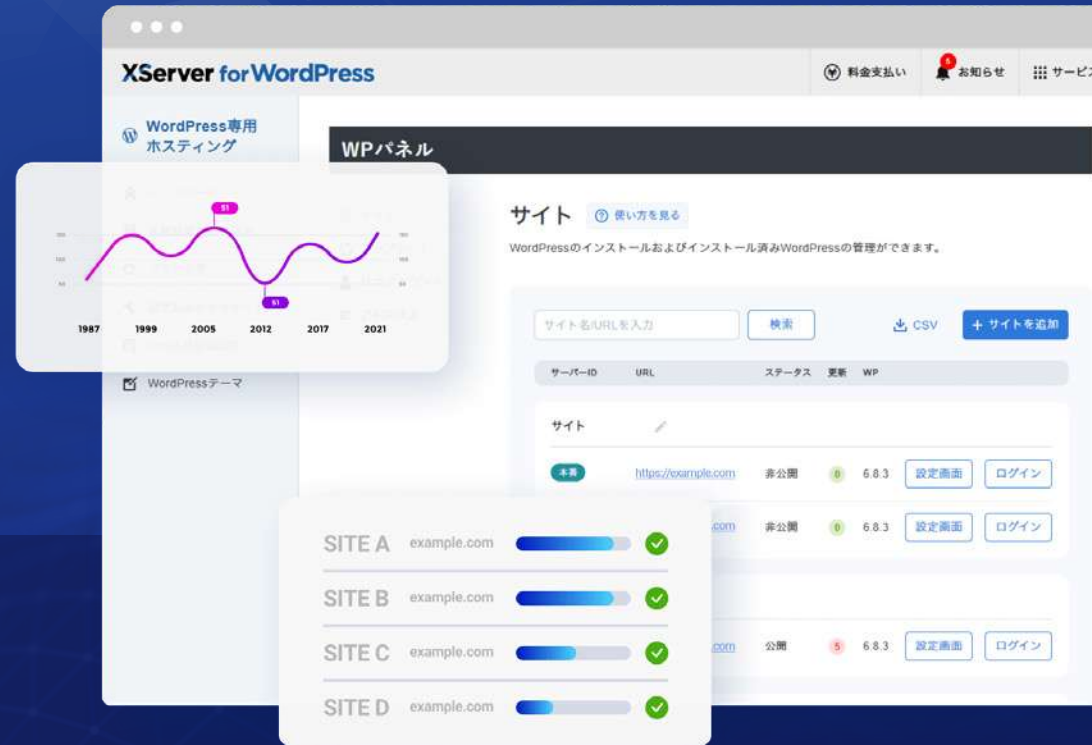 XServer for WordPress
料金支払い
5
お知らせ
サービス
WordPress専用
ホスティング
WPパネル
51
51
1987 1999 2005 2012 2017 2021
WordPressテーマ
サイト
使い方を見る
WordPressのインストールおよびインストール済みWordPressの管理ができます。
サイト名/URLを入力
検索
CSV
+ サイトを追加
サーバーID URL ステータス 更新 WP
サイト
本番 https://example.com 非公開 0 6.8.3 設定画面 ログイン
.com 非公開 0 6.8.3 設定画面 ログイン
.com 公開 5 6.8.3 設定画面 ログイン
SITE A example.com
SITE B example.com
SITE C example.com
SITE D example.com